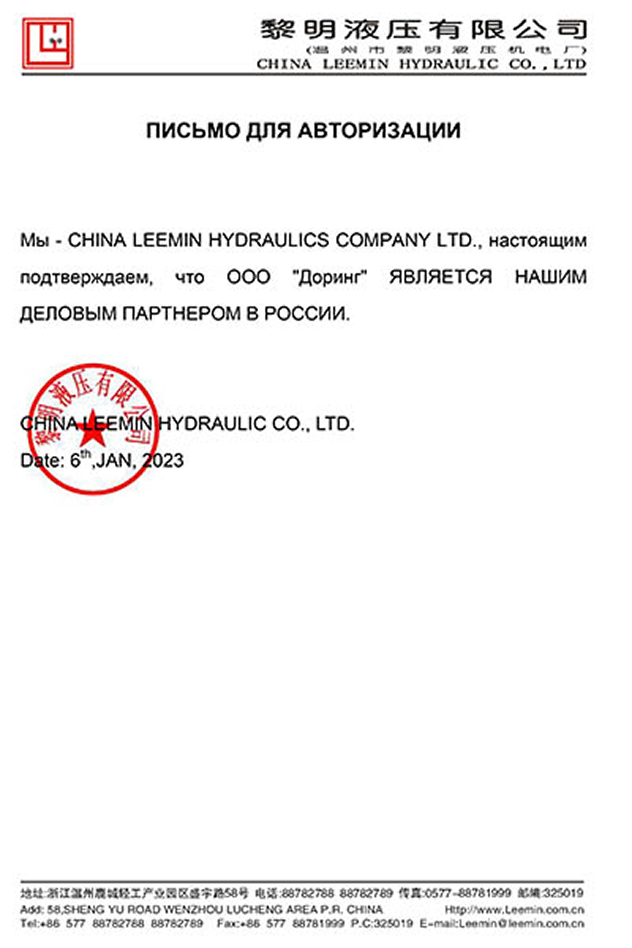 黎明液压有限公司
(温州市黎明液压机电厂)
CHINA LEEMIN HYDRAULIC CO.,LTD
ПИСЬМО ДЛЯ АВТОРИЗАЦИИ
Мы - CHINA LEEMIN HYDRAULICS COMPANY LTD., настоящим
подтверждаем, что ООО "Доринг" ЯВЛЯЕТСЯ НАШИМ
ДЕЛОВЫМ ПАРТНЕРОМ В РОССИИ.
黎明液压有限公司
CHINA LEEMIN HYDRAULIC CO., LTD.
Date: 6th,JAN, 2023
地址:浙江温州鹿城轻工产业园区盛宇路58号 电话:88782788 88782789 传真:0577-88781999 邮编:325019
Add: 58,SHENG YU ROAD WENZHOU LUCHENG AREA P.R. CHINA Http://www.Leemin.com.cn
Tel:+86 577 88782788 88782789 Fax:+86 577 88781999 P.C:325019 E-mail:Leemin@leemin.com.cn